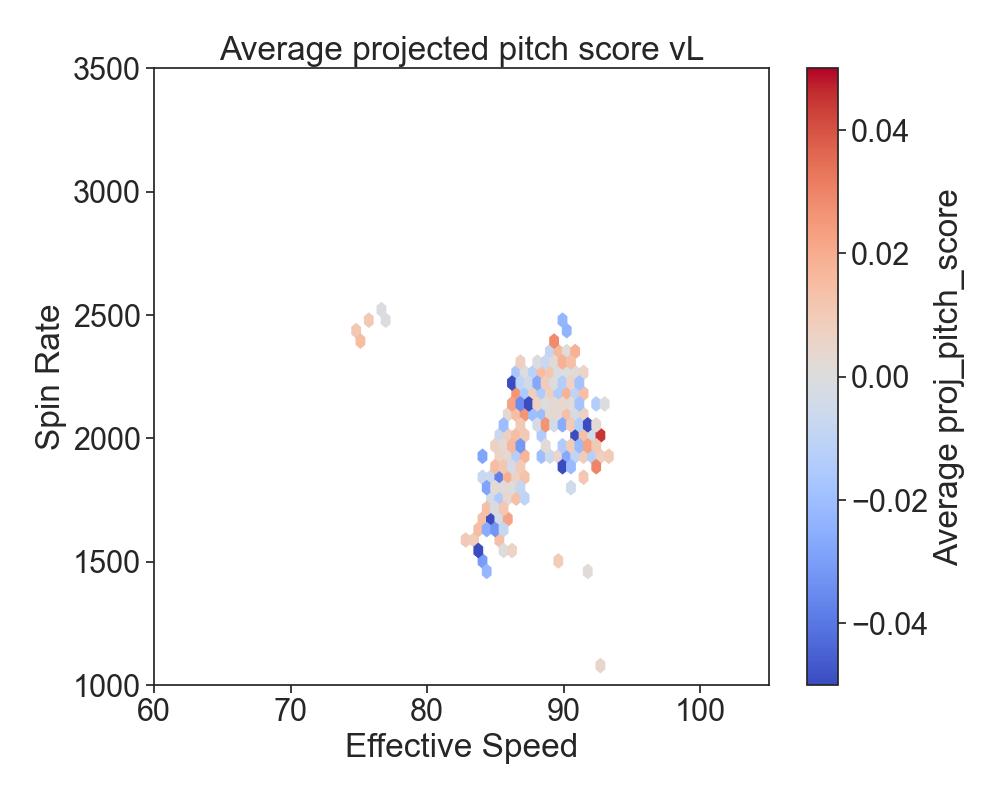 Average projected pitch score vL
3500
3000
2500
2000
1500
1000
Spin Rate
60 70 80 90 100
Effective Speed
0.04
0.02
0.00
−0.02
−0.04
Average proj_pitch_score